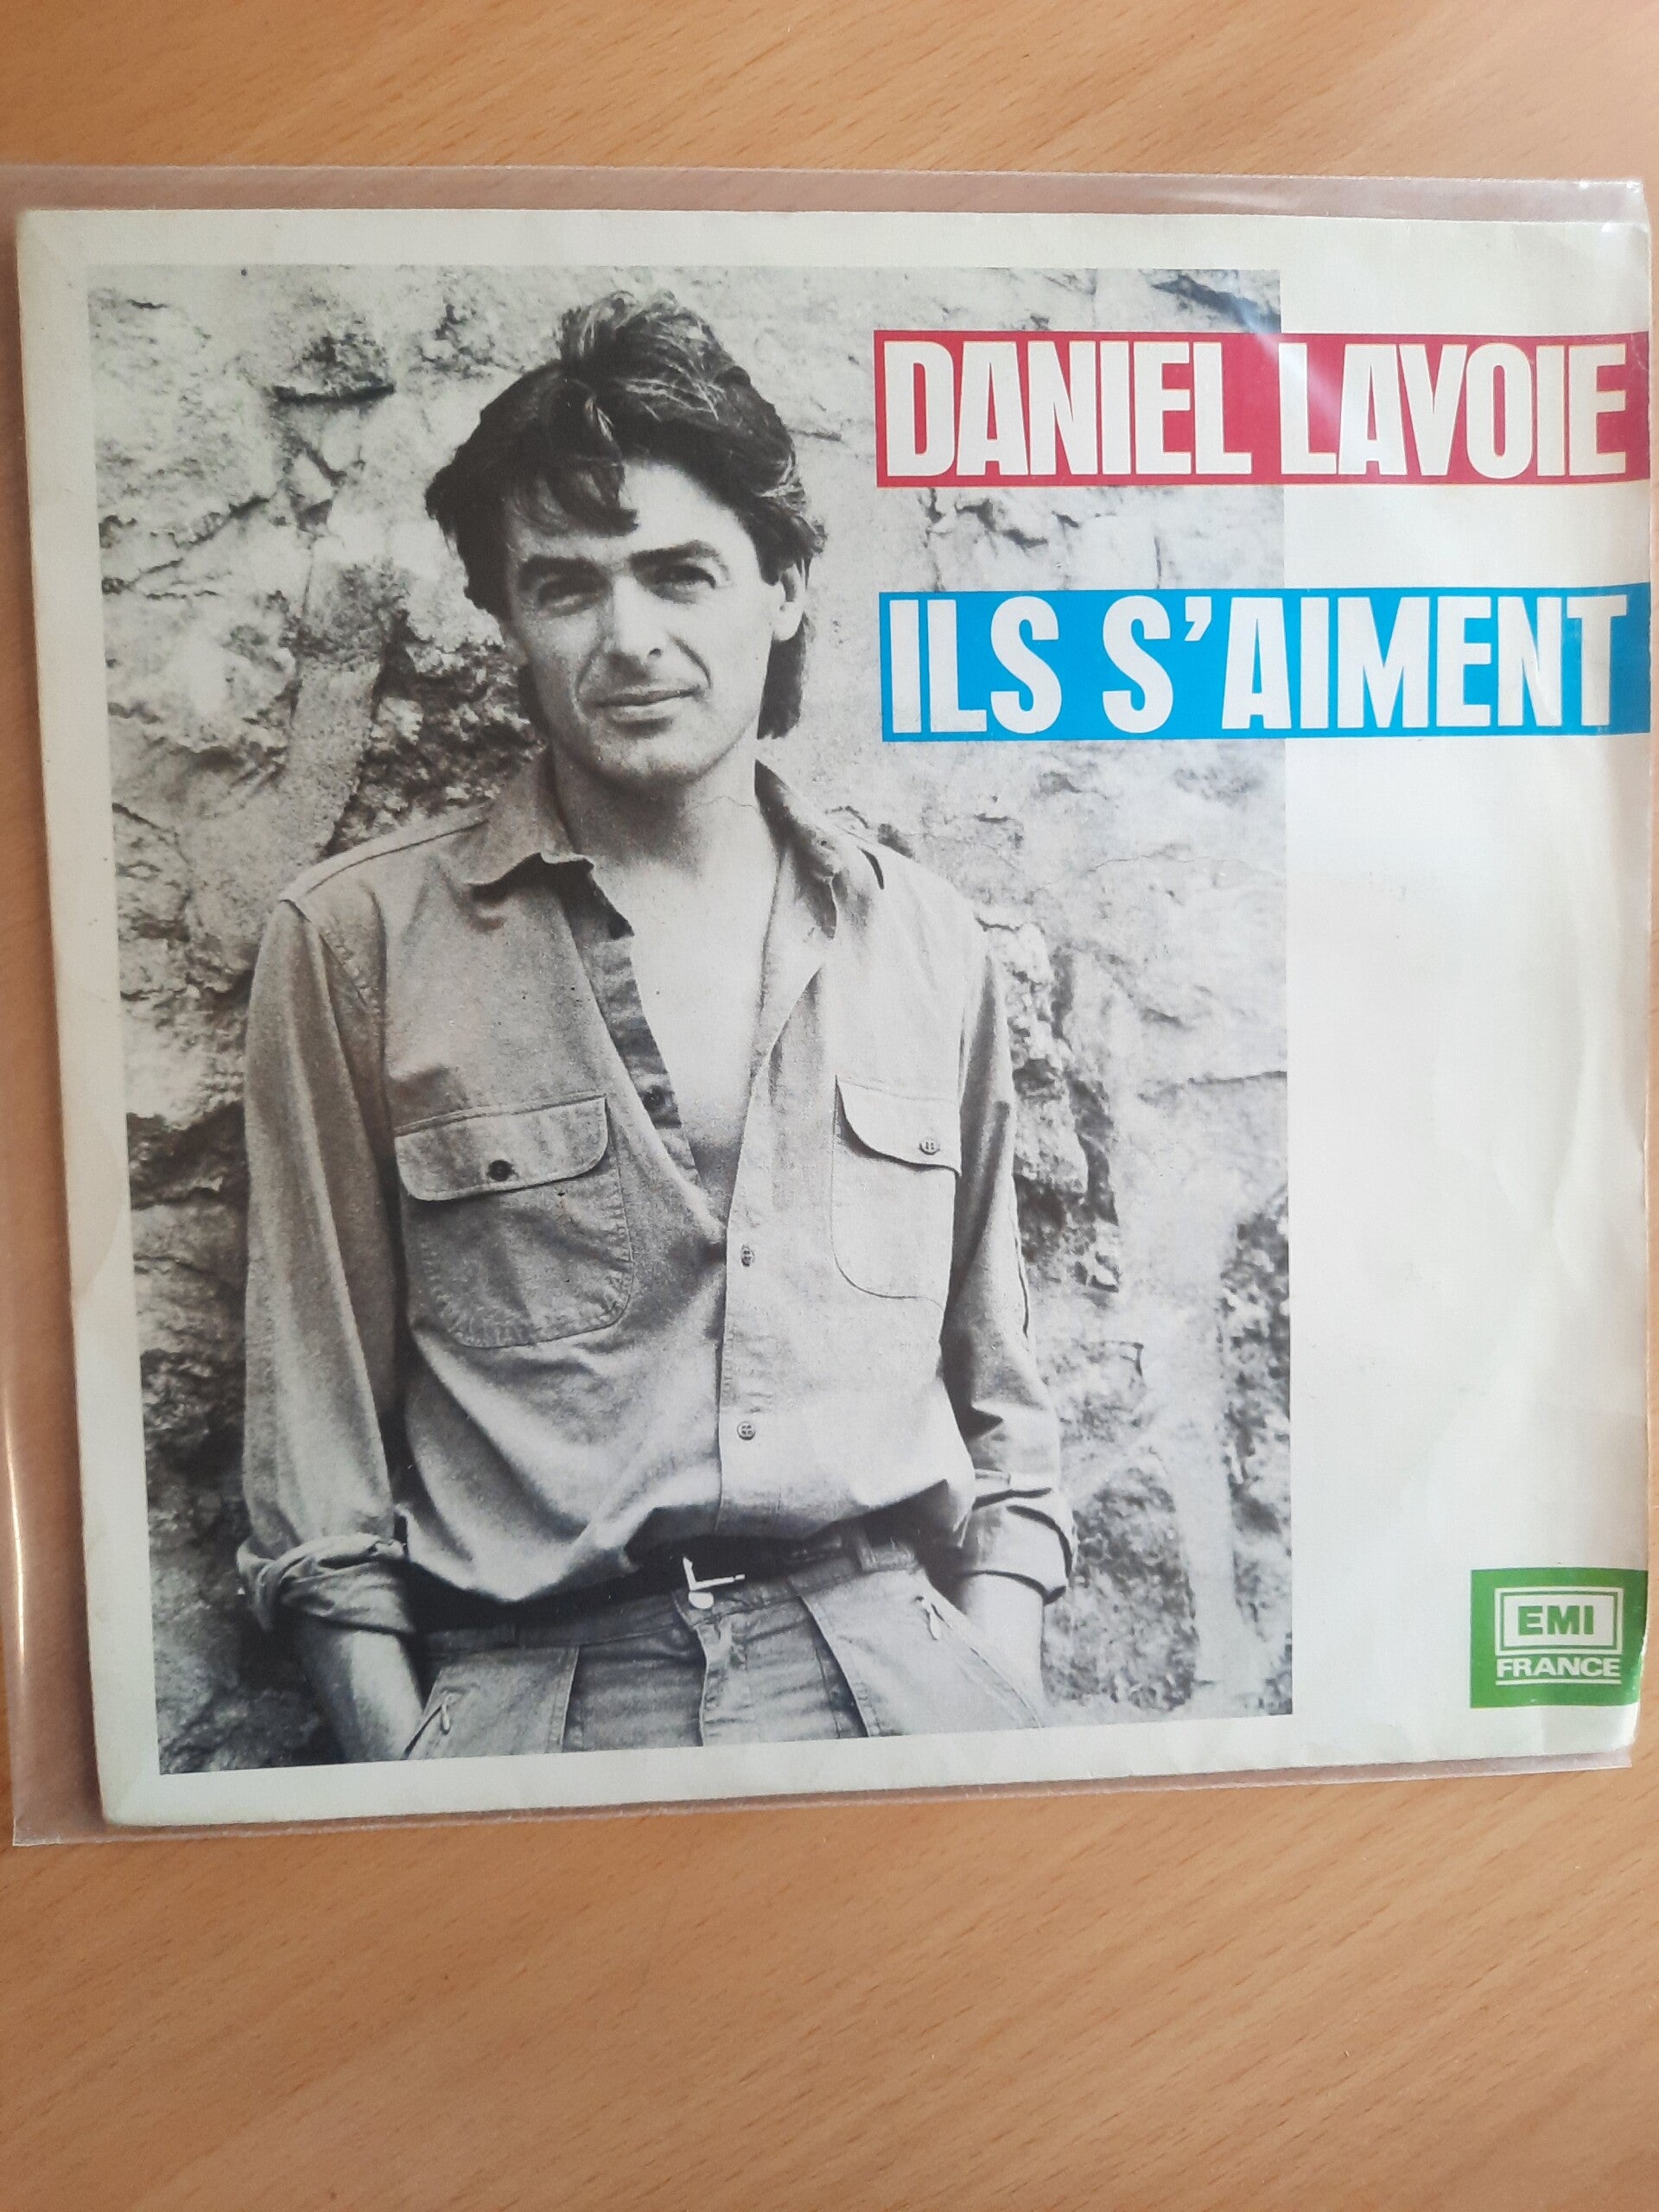 DANIEL LAVOIE
ILS S'AIMENT
EMI
FRANCE